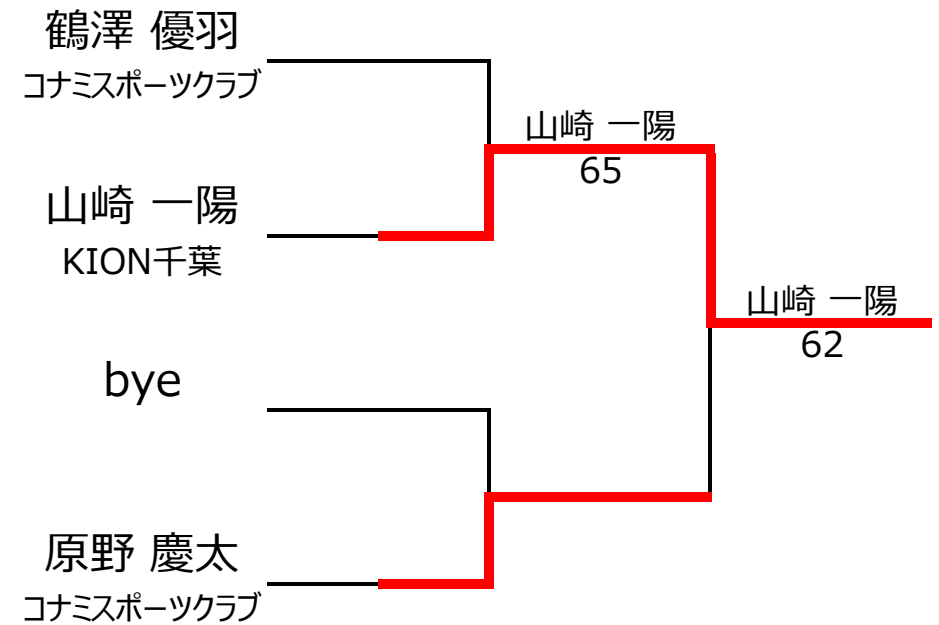 鶴澤 優羽
コナミスポーツクラブ
山崎 一陽
65
山崎 一陽
KION千葉
山崎 一陽
62
bye
原野 慶太
コナミスポーツクラブ